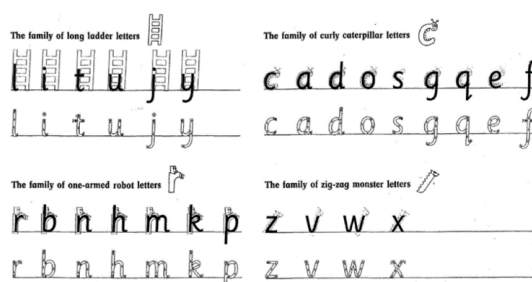 The family of long ladder letters
l i t u j y
l i t u j y
The family of curly caterpillar letters
c a d o s g q e f
c a d o s g q e f
The family of one-armed robot letters
r b n h m k p
r b n h m k p
The family of zig-zag monster letters
z v w x
z v w x